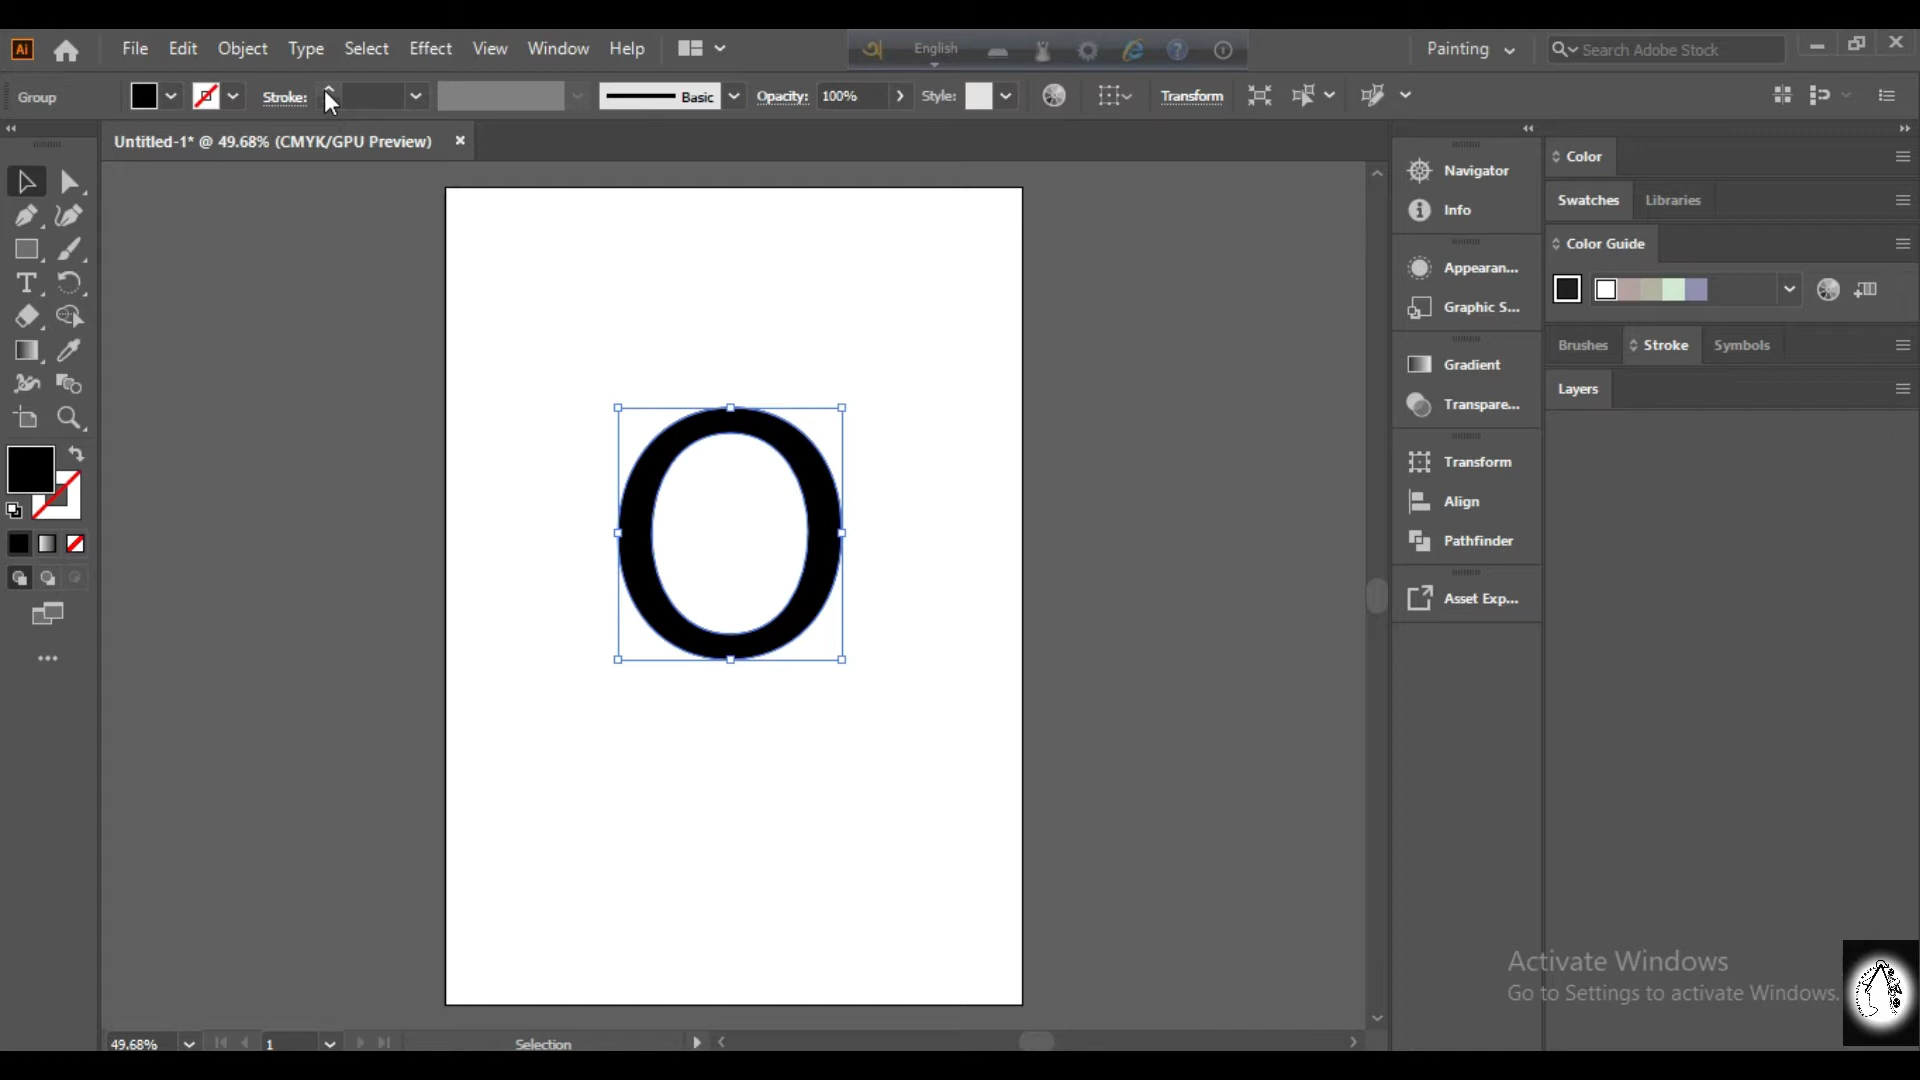 Ai File Edit Object Type Select Effect View Window Help English Painting Search Adobe Stock
Group Stroke: Basic Opacity: 100% Style: Transform
Untitled-1* @ 49.68% (CMYK/GPU Preview)
Navigator
Info
Appearan...
Graphic S...
Gradient
Transpare...
Transform
Align
Pathfinder
Asset Exp...
Color
Swatches Libraries
Color Guide
Brushes Stroke Symbols
Layers
O
Activate Windows
Go to Settings to activate Windows.
49.68% 1 Selection